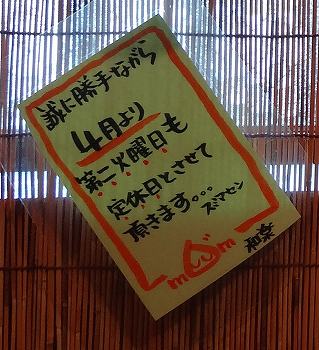 誠に勝手ながら
4月より
第二火曜日も
定休日とさせて
頂きます。。。
スミマセン
和楽